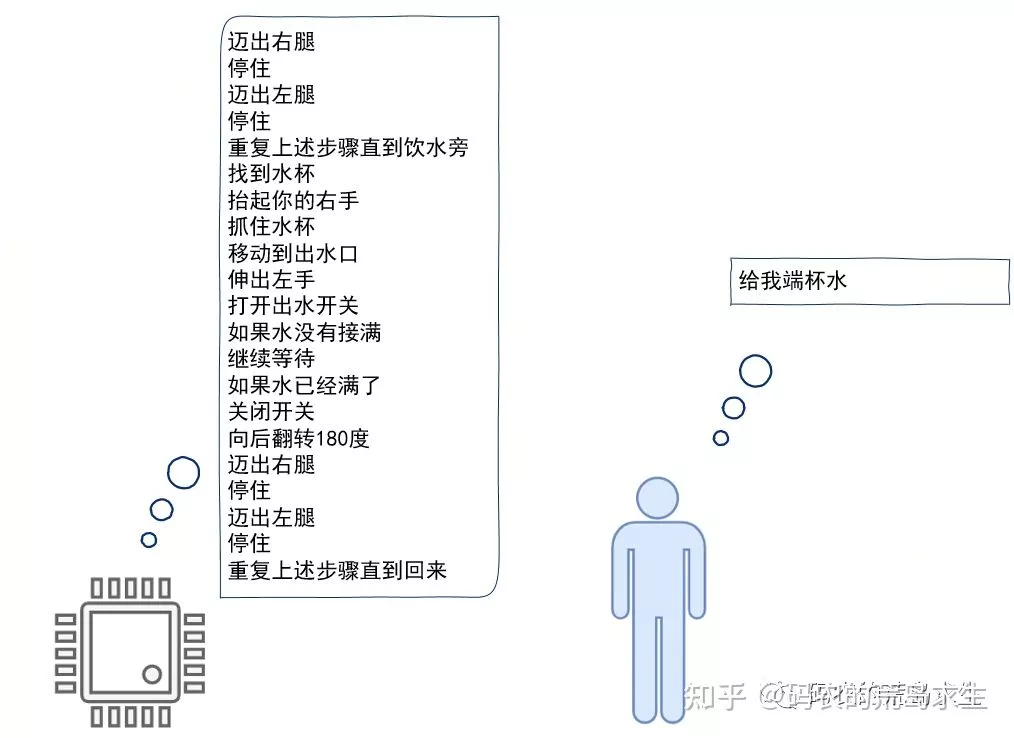 迈出右腿
停住
迈出左腿
停住
重复上述步骤直到饮水旁
找到水杯
抬起你的右手
抓住水杯
移动到出水口
伸出左手
打开出水开关
如果水没有接满
继续等待
如果水已经满了
关闭开关
向后翻转180度
迈出右腿
停住
迈出左腿
停住
重复上述步骤直到回来
给我端杯水
知乎 @码农的荒岛求生